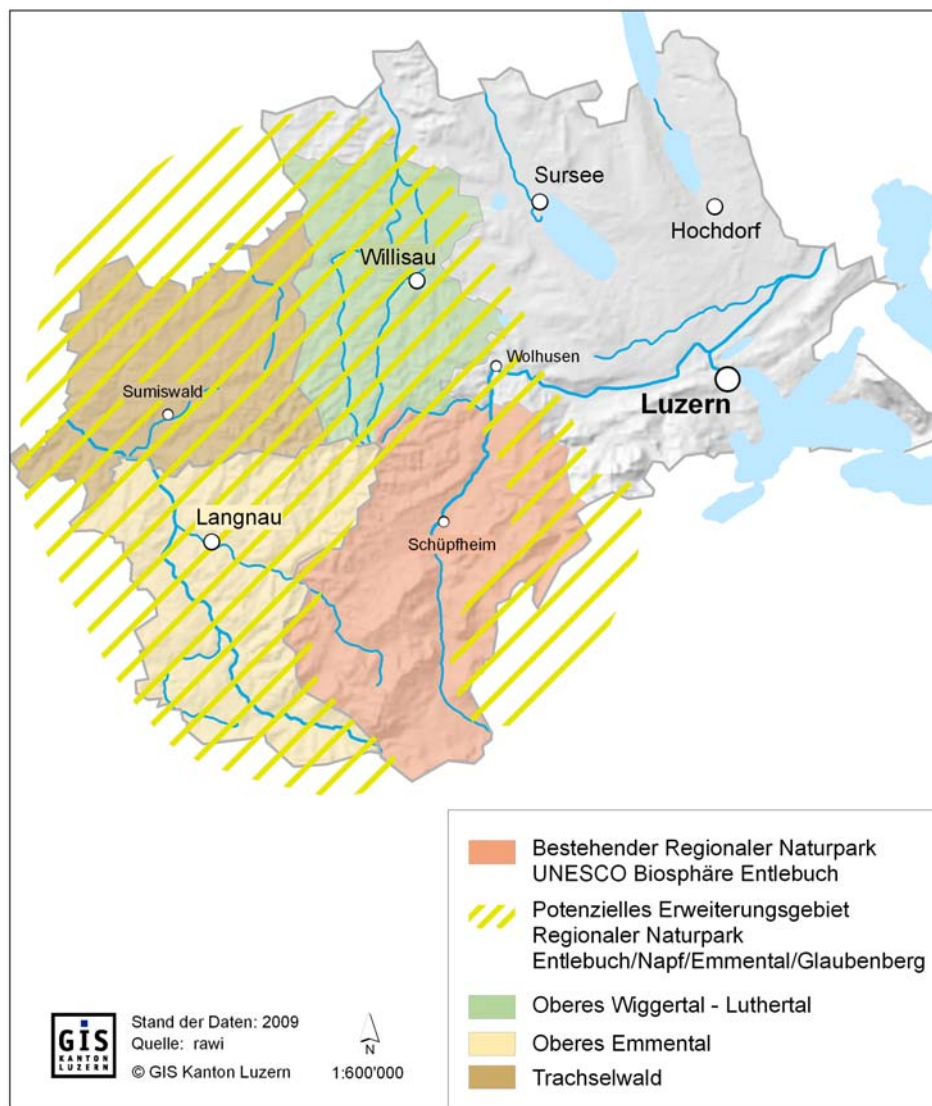 Sursee
Hochdorf
Willisau
Wolhusen
Luzern
Sumiswald
Langnau
Schüpfheim
Bestehender Regionaler Naturpark
UNESCO Biosphäre Entlebuch
Potenzielles Erweiterungsgebiet
Regionaler Naturpark
Entlebuch/Napf/Emmental/Glaubenberg
Oberes Wiggertal - Luthertal
Oberes Emmental
Trachselwald
GiS
KANTON
LUZERN
Stand der Daten: 2009
Quelle: rawi
© GIS Kanton Luzern
N
1:600'000